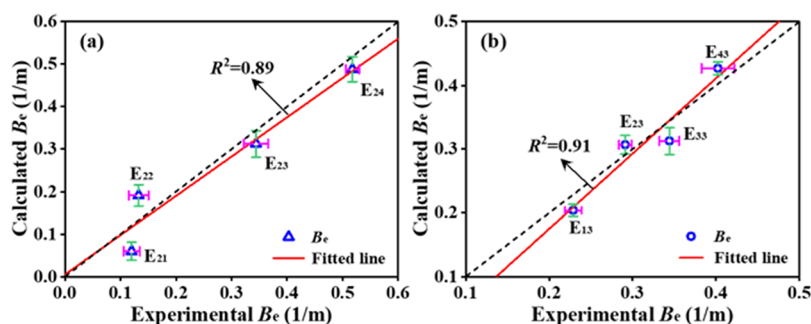 (a)
0.6
0.5
0.4
0.3
0.2
0.1
0.0
Calculated Be (1/m)
R²=0.89
E24
E23
E22
E21
Be
Fitted line
0.0 0.1 0.2 0.3 0.4 0.5 0.6
Experimental Be (1/m)
(b)
0.5
0.4
0.3
0.2
0.1
Calculated Be (1/m)
E43
E23
E33
R²=0.91
E13
Be
Fitted line
0.1 0.2 0.3 0.4 0.5
Experimental Be (1/m)